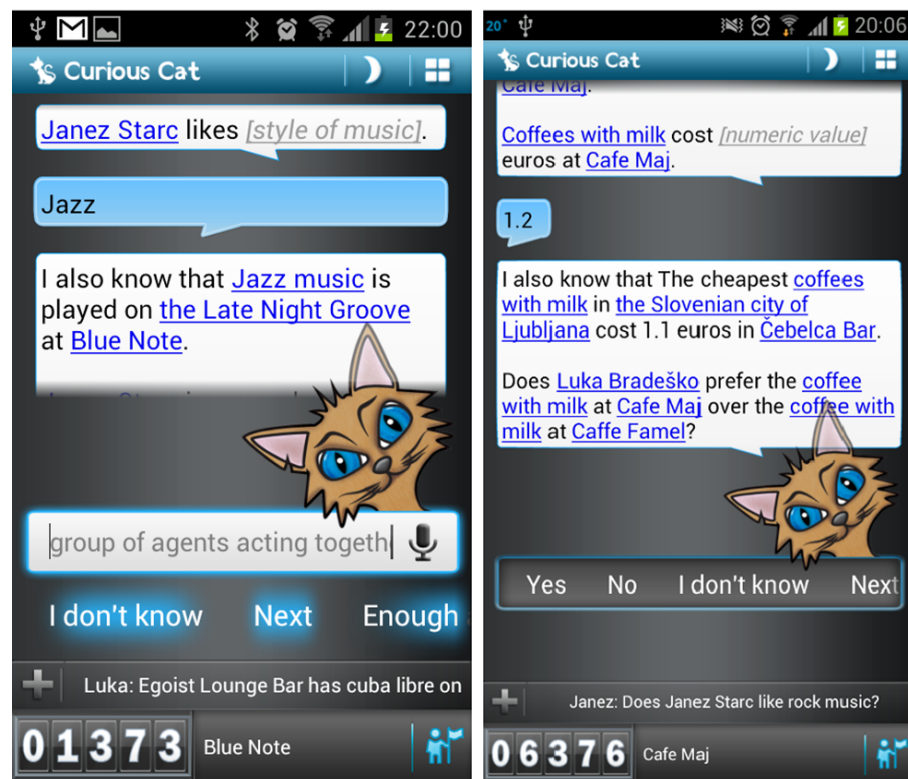 22:00
Curious Cat
Janez Starc likes [style of music].
Jazz
I also know that Jazz music is
played on the Late Night Groove
at Blue Note.
group of agents acting togeth
I don't know Next Enough
Luka: Egoist Lounge Bar has cuba libre on
01373 Blue Note
20° 20:06
Curious Cat
Cafe Maj.
Coffees with milk cost [numeric value]
euros at Cafe Maj.
1.2
I also know that The cheapest coffees
with milk in the Slovenian city of
Ljubljana cost 1.1 euros in Čebelca Bar.
Does Luka Bradeško prefer the coffee
with milk at Cafe Maj over the coffee with
milk at Caffe Famel?
Yes No I don't know Next
Janez: Does Janez Starc like rock music?
06376 Cafe Maj